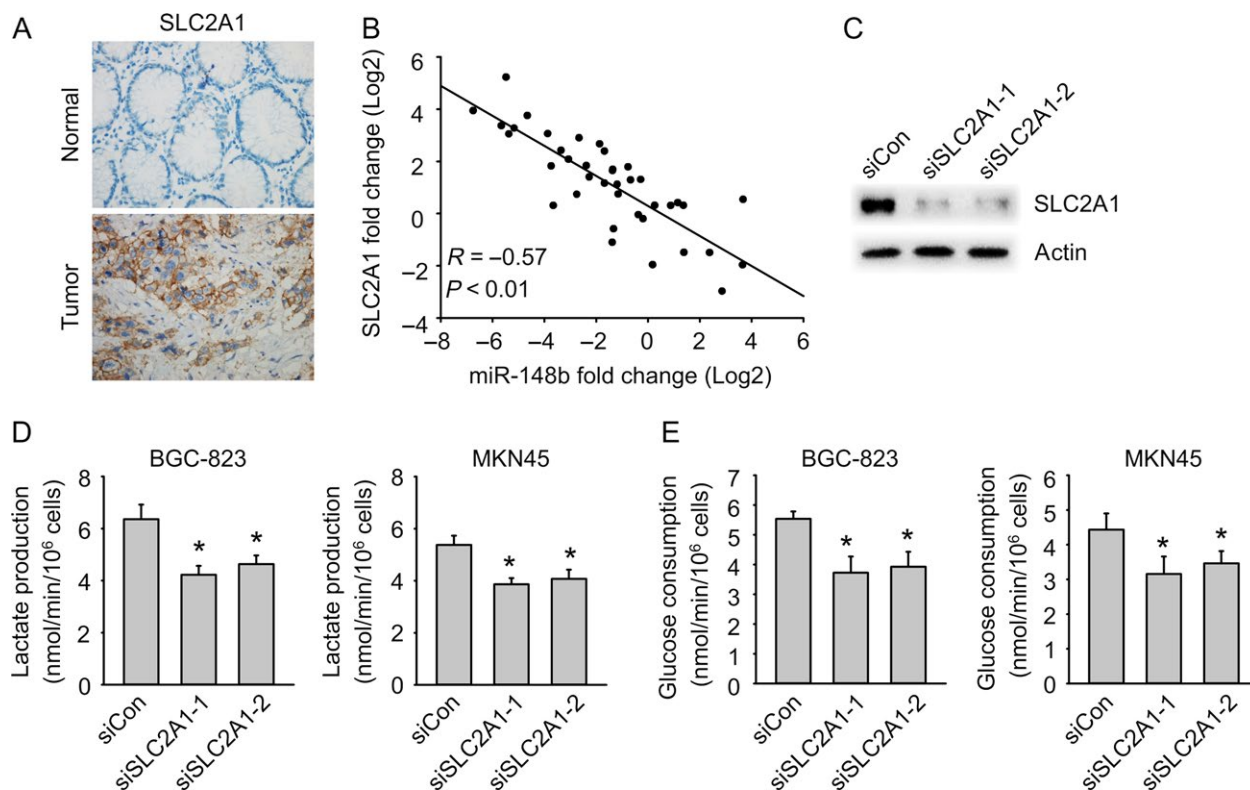 A
SLC2A1
Normal
Tumor
B
SLC2A1 fold change (Log2)
6
4
2
0
−2
−4
R = −0.57
P < 0.01
−8
−6
−4
−2
0
2
4
6
miR-148b fold change (Log2)
C
siCon
siSLC2A1-1
siSLC2A1-2
SLC2A1
Actin
D
BGC-823
Lactate production
(nmol/min/10⁶ cells)
8
6
4
2
0
*
*
siCon
siSLC2A1-1
siSLC2A1-2
MKN45
Lactate production
(nmol/min/10⁶ cells)
8
6
4
2
0
*
*
siCon
siSLC2A1-1
siSLC2A1-2
E
BGC-823
Glucose consumption
(nmol/min/10⁶ cells)
7
6
5
4
3
2
1
0
*
*
siCon
siSLC2A1-1
siSLC2A1-2
MKN45
Glucose consumption
(nmol/min/10⁶ cells)
6
5
4
3
2
1
0
*
*
siCon
siSLC2A1-1
siSLC2A1-2